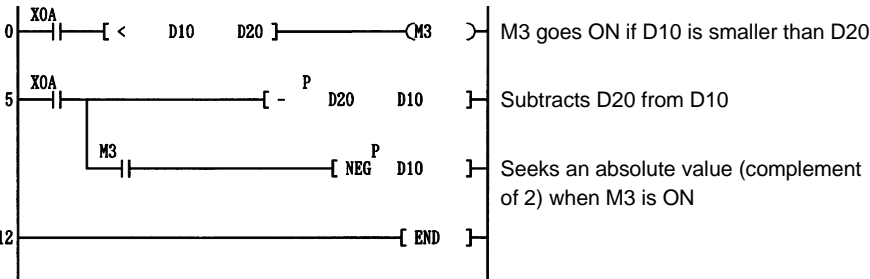 X0A
0 [ < D10 D20 ] (M3 ) M3 goes ON if D10 is smaller than D20
X0A
5 [ - P D20 D10 ] Subtracts D20 from D10
M3
[ NEG P D10 ] Seeks an absolute value (complement
of 2) when M3 is ON
12 [ END ]